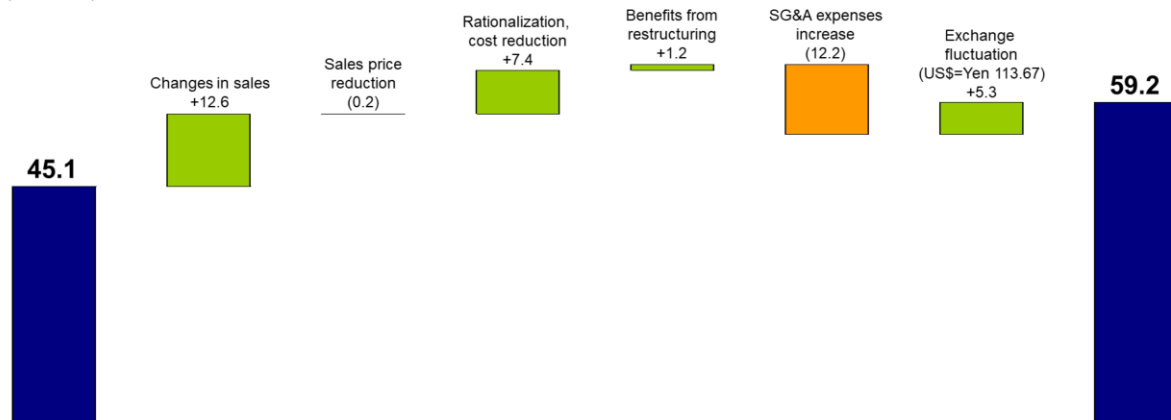 45.1
Changes in sales
+12.6
Sales price
reduction
(0.2)
Rationalization,
cost reduction
+7.4
Benefits from
restructuring
+1.2
SG&A expenses
increase
(12.2)
Exchange
fluctuation
(US$=Yen 113.67)
+5.3
59.2